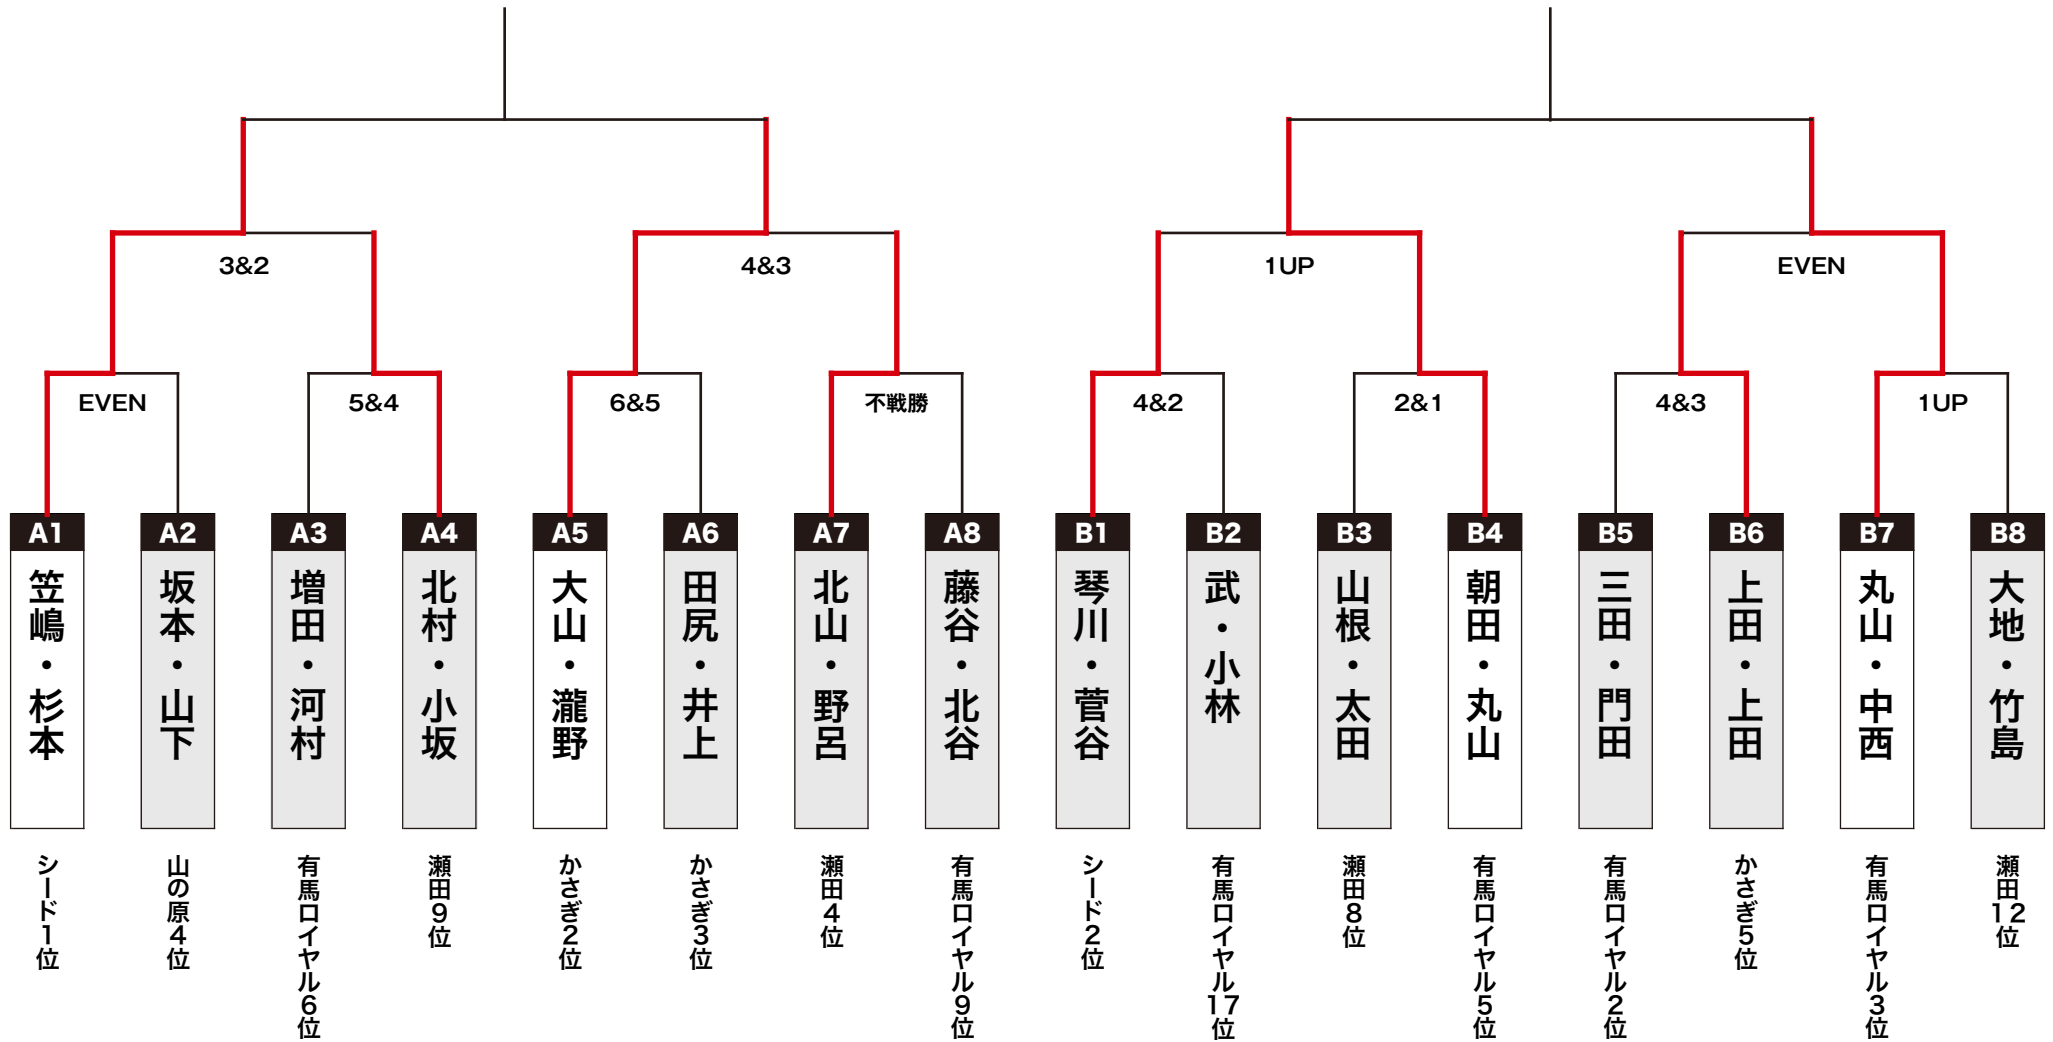 3&2
4&3
1UP
EVEN
EVEN
5&4
6&5
不戦勝
4&2
2&1
4&3
1UP
A1
A2
A3
A4
A5
A6
A7
A8
B1
B2
B3
B4
B5
B6
B7
B8
笠嶋・杉本
坂本・山下
増田・河村
北村・小坂
大山・瀧野
田尻・井上
北山・野呂
藤谷・北谷
琴川・菅谷
武・小林
山根・太田
朝田・丸山
三田・門田
上田・上田
丸山・中西
大地・竹島
シード1位
山の原4位
有馬ロイヤル6位
瀬田9位
かさぎ2位
かさぎ3位
瀬田4位
有馬ロイヤル9位
シード2位
有馬ロイヤル17位
瀬田8位
有馬ロイヤル5位
有馬ロイヤル2位
かさぎ5位
有馬ロイヤル3位
瀬田12位